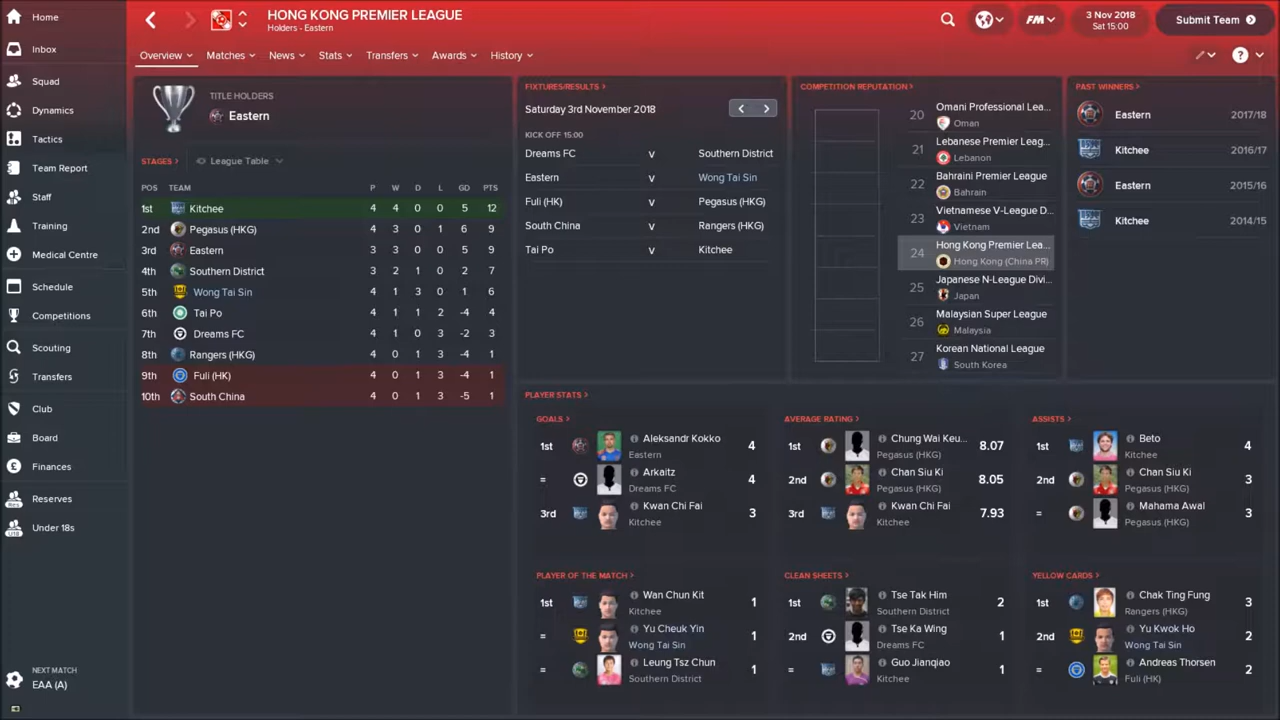 Home
Inbox
Squad
Dynamics
Tactics
Team Report
Staff
Training
Medical Centre
Schedule
Competitions
Scouting
Transfers
Club
Board
Finances
Reserves
Under 18s
NEXT MATCH
EAA (A)
HONG KONG PREMIER LEAGUE
Holders - Eastern
FM
3 Nov 2018
Sat 15:00
Submit Team
Overview Matches News Stats Transfers Awards History
?
TITLE HOLDERS
Eastern
STAGES > League Table
POS TEAM P W D L GD PTS
1st Kitchee 4 4 0 0 5 12
2nd Pegasus (HKG) 4 3 0 1 6 9
3rd Eastern 3 3 0 0 5 9
4th Southern District 3 2 1 0 2 7
5th Wong Tai Sin 4 1 3 0 1 6
6th Tai Po 4 1 1 2 -4 4
7th Dreams FC 4 1 0 3 -2 3
8th Rangers (HKG) 4 0 1 3 -4 1
9th Fuli (HK) 4 0 1 3 -4 1
10th South China 4 0 1 3 -5 1
FIXTURES/RESULTS >
Saturday 3rd November 2018
KICK OFF 15:00
Dreams FC v Southern District
Eastern v Wong Tai Sin
Fuli (HK) v Pegasus (HKG)
South China v Rangers (HKG)
Tai Po v Kitchee
COMPETITION REPUTATION >
20 Omani Professional Lea...
Oman
21 Lebanese Premier Leag...
Lebanon
22 Bahraini Premier League
Bahrain
23 Vietnamese V-League D...
Vietnam
24 Hong Kong Premier Lea...
Hong Kong (China PR)
25 Japanese N-League Divi...
Japan
26 Malaysian Super League
Malaysia
27 Korean National League
South Korea
PAST WINNERS >
Eastern 2017/18
Kitchee 2016/17
Eastern 2015/16
Kitchee 2014/15
PLAYER STATS >
GOALS >
1st Aleksandr Kokko 4
Eastern
= Arkaitz 4
Dreams FC
3rd Kwan Chi Fai 3
Kitchee
AVERAGE RATING >
1st Chung Wai Keu... 8.07
Pegasus (HKG)
2nd Chan Siu Ki 8.05
Pegasus (HKG)
3rd Kwan Chi Fai 7.93
Kitchee
ASSISTS >
1st Beto 4
Kitchee
2nd Chan Siu Ki 3
Pegasus (HKG)
= Mahama Awal 3
Pegasus (HKG)
PLAYER OF THE MATCH >
1st Wan Chun Kit 1
Kitchee
= Yu Cheuk Yin 1
Wong Tai Sin
= Leung Tsz Chun 1
Southern District
CLEAN SHEETS >
1st Tse Tak Him 2
Southern District
2nd Tse Ka Wing 1
Dreams FC
= Guo Jianqiao 1
Kitchee
YELLOW CARDS >
1st Chak Ting Fung 3
Rangers (HKG)
2nd Yu Kwok Ho 2
Wong Tai Sin
= Andreas Thorsen 2
Fuli (HK)